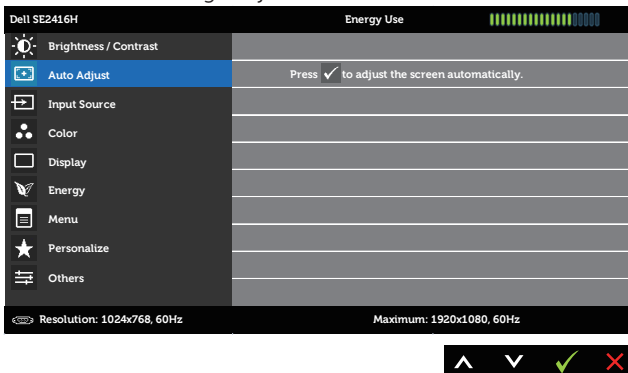 Dell SE2416H Energy Use
Brightness / Contrast
Auto Adjust Press ✓ to adjust the screen automatically.
Input Source
Color
Display
Energy
Menu
Personalize
Others
Resolution: 1024x768, 60Hz Maximum: 1920x1080, 60Hz